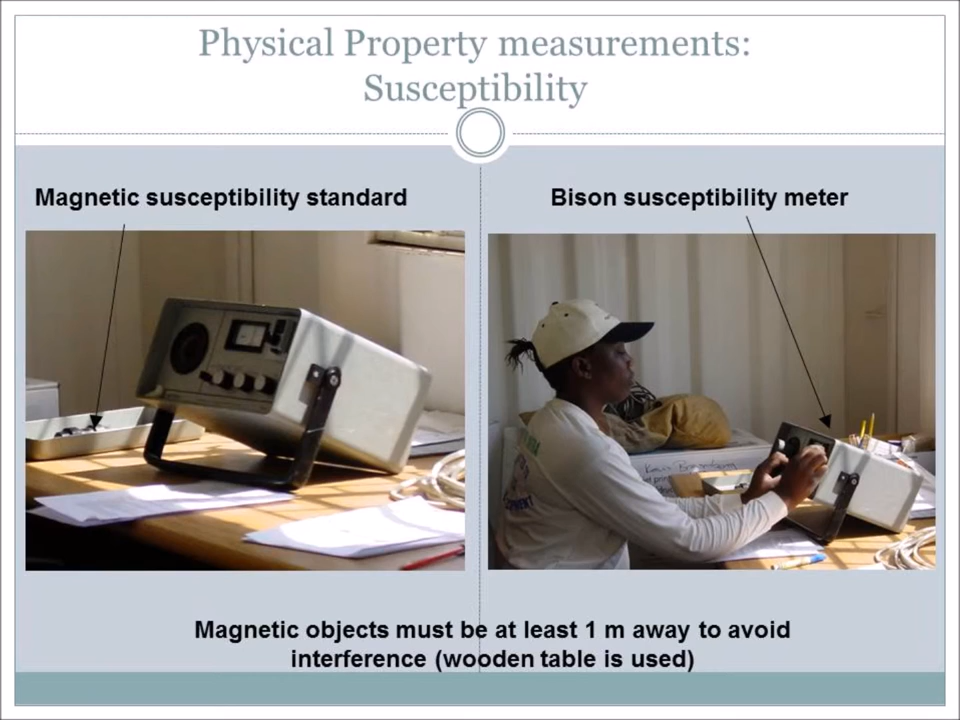 Physical Property measurements:
Susceptibility
Magnetic susceptibility standard
Bison susceptibility meter
Magnetic objects must be at least 1 m away to avoid
interference (wooden table is used)